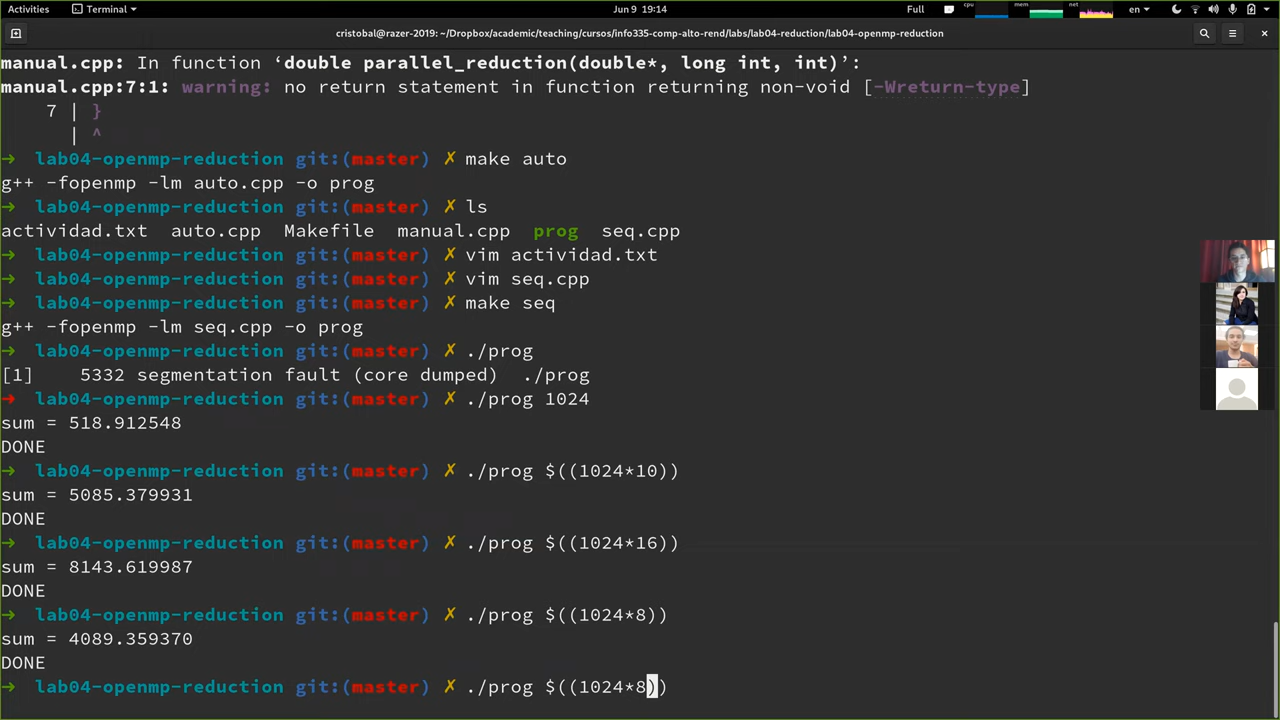 Activities Terminal Jun 9 19:14 Full cpu mem net en
cristobal@razer-2019: ~/Dropbox/academic/teaching/cursos/info335-comp-alto-rend/labs/lab04-reduction/lab04-openmp-reduction
manual.cpp: In function ‘double parallel_reduction(double*, long int, int)’:
manual.cpp:7:1: warning: no return statement in function returning non-void [-Wreturn-type]
7 | }
| ^
→ lab04-openmp-reduction git:(master) ✗ make auto
g++ -fopenmp -lm auto.cpp -o prog
→ lab04-openmp-reduction git:(master) ✗ ls
actividad.txt auto.cpp Makefile manual.cpp prog seq.cpp
→ lab04-openmp-reduction git:(master) ✗ vim actividad.txt
→ lab04-openmp-reduction git:(master) ✗ vim seq.cpp
→ lab04-openmp-reduction git:(master) ✗ make seq
g++ -fopenmp -lm seq.cpp -o prog
→ lab04-openmp-reduction git:(master) ✗ ./prog
[1] 5332 segmentation fault (core dumped) ./prog
→ lab04-openmp-reduction git:(master) ✗ ./prog 1024
sum = 518.912548
DONE
→ lab04-openmp-reduction git:(master) ✗ ./prog $((1024*10))
sum = 5085.379931
DONE
→ lab04-openmp-reduction git:(master) ✗ ./prog $((1024*16))
sum = 8143.619987
DONE
→ lab04-openmp-reduction git:(master) ✗ ./prog $((1024*8))
sum = 4089.359370
DONE
→ lab04-openmp-reduction git:(master) ✗ ./prog $((1024*8))